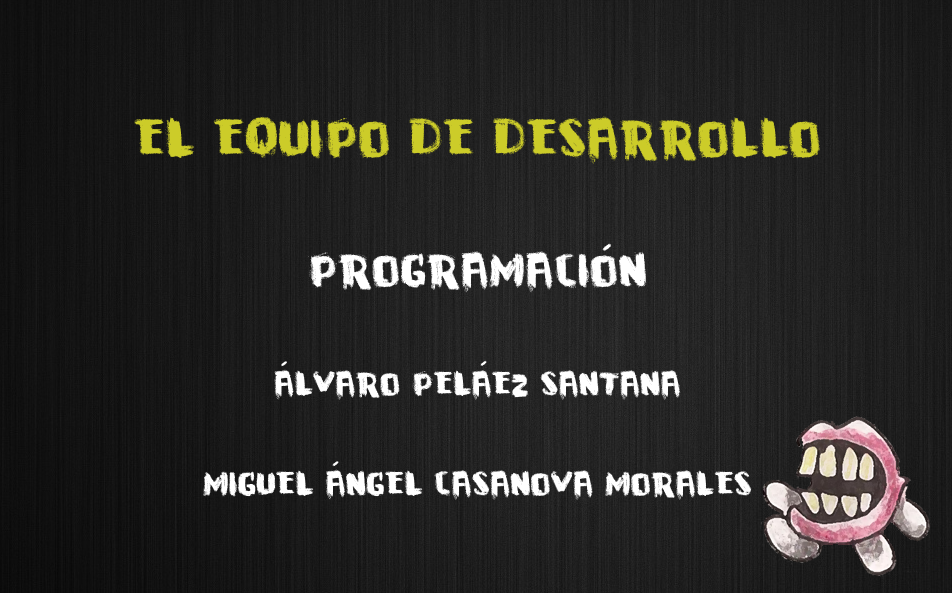 EL EQUIPO DE DESARROLLO
PROGRAMACIÓN
ÁLVARO PELÁEZ SANTANA
MIGUEL ÁNGEL CASANOVA MORALES